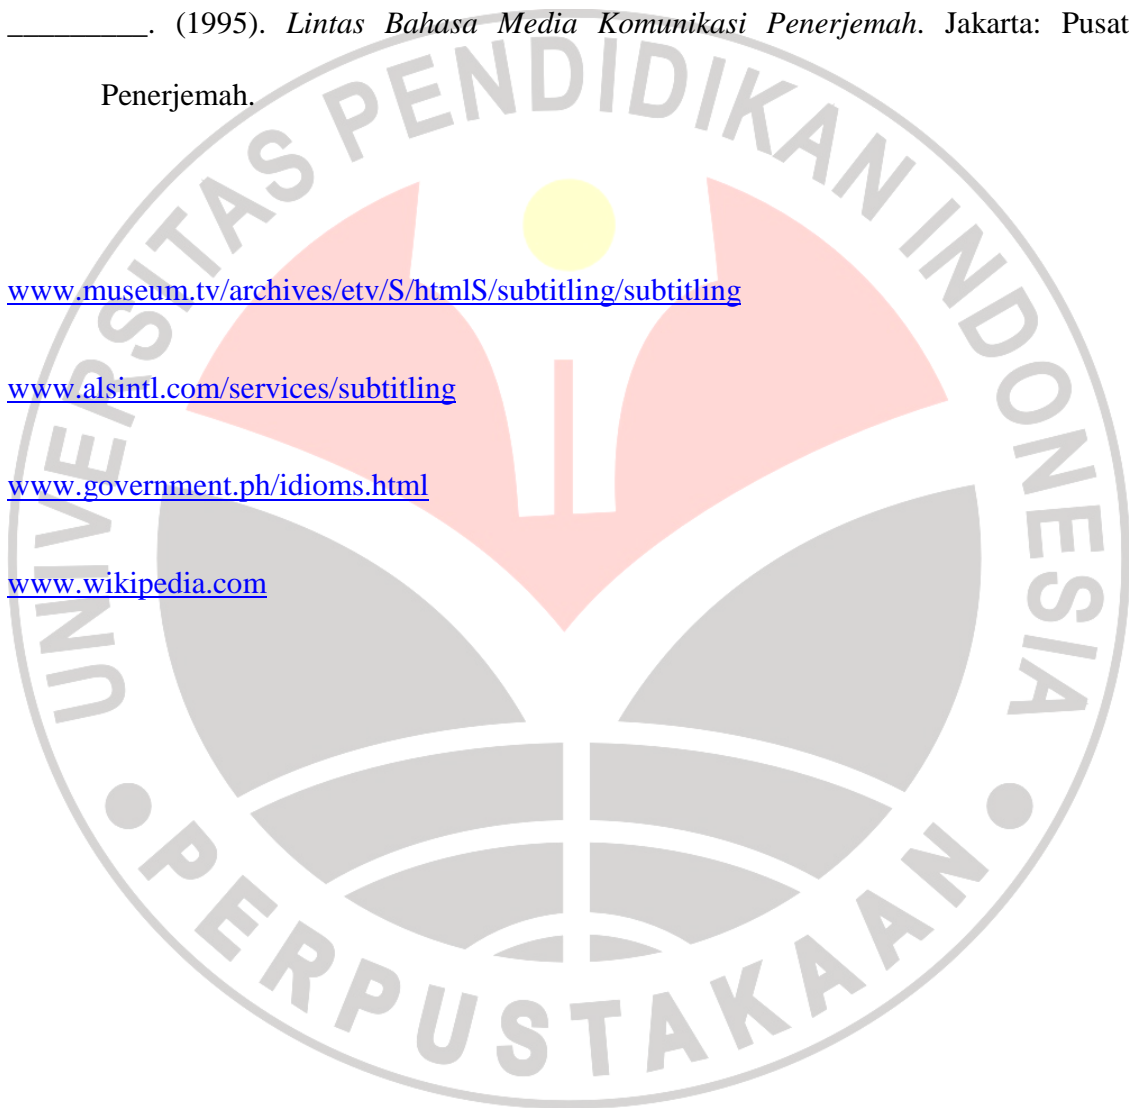 _________. (1995). Lintas Bahasa Media Komunikasi Penerjemah. Jakarta: Pusat
Penerjemah.
www.museum.tv/archives/etv/S/htmlS/subtitling/subtitling
www.alsintl.com/services/subtitling
www.government.ph/idioms.html
www.wikipedia.com
UNIVERSITAS PENDIDIKAN INDONESIA
PERPUSTAKAAN